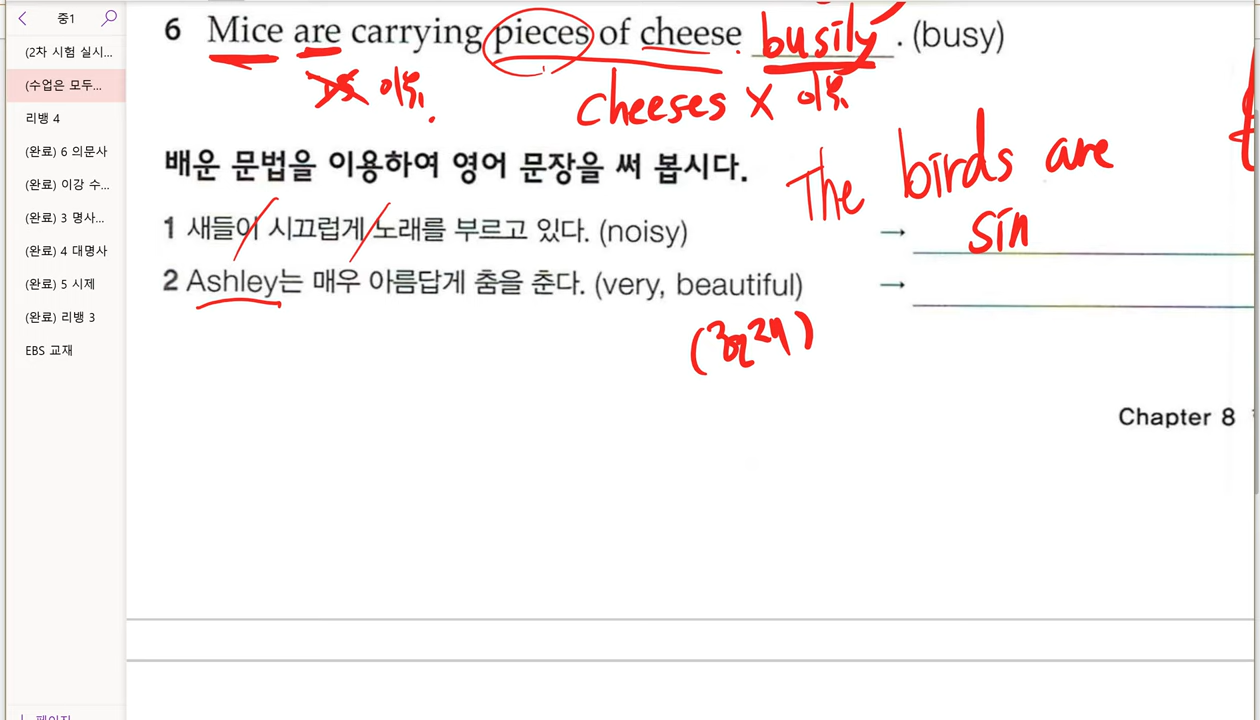 중1
(2차 시험 실시...
(수업은 모두...
리뱅 4
(완료) 6 의문사
(완료) 이강 수...
(완료) 3 명사...
(완료) 4 대명사
(완료) 5 시제
(완료) 리뱅 3
EBS 교재
6 Mice are carrying pieces of cheese busily. (busy)
cheeses X
배운 문법을 이용하여 영어 문장을 써 봅시다.
The birds are
1 새들이 시끄럽게 노래를 부르고 있다. (noisy) →
sin
2 Ashley는 매우 아름답게 춤을 춘다. (very, beautiful) →
Chapter 8